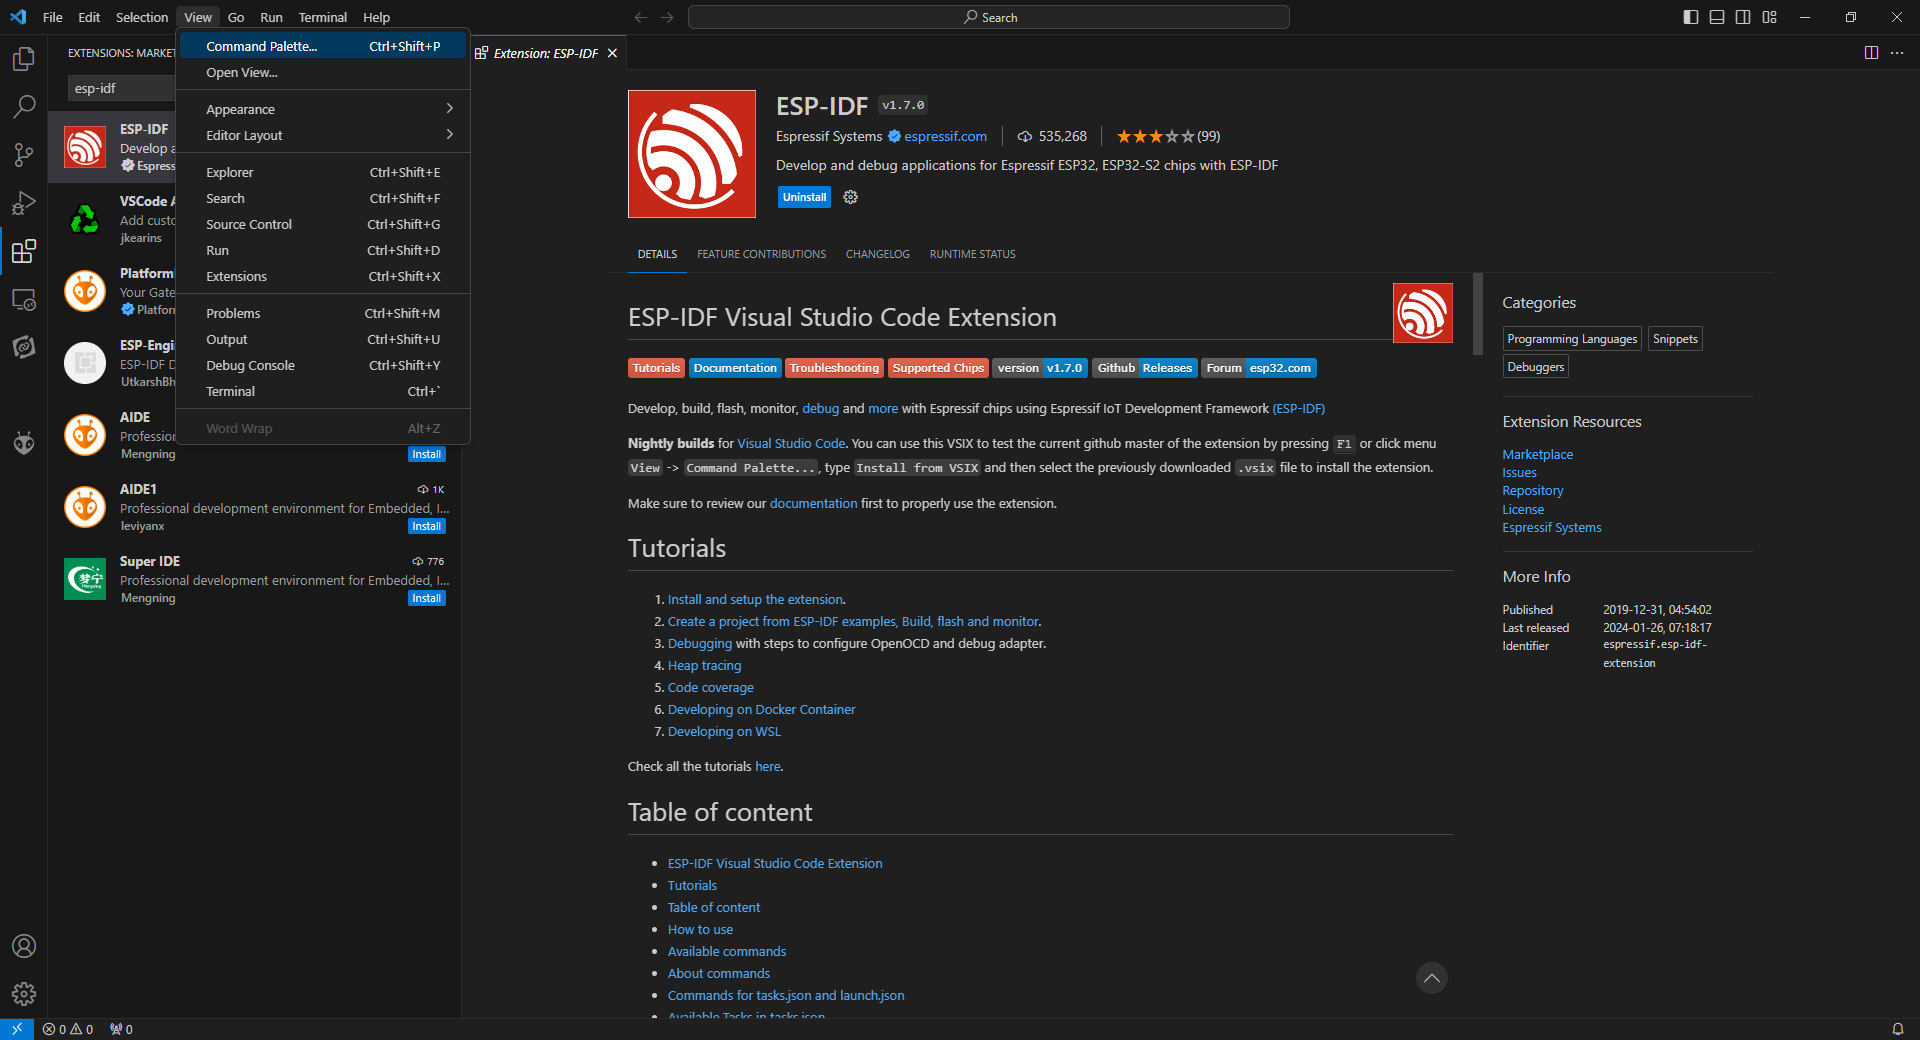 File Edit Selection View Go Run Terminal Help
Search
EXTENSIONS: MARKET
esp-idf
ESP-IDF
Develop a
Espress
VSCode A
Add custo
jkearins
PlatformI
Your Gate
Platfor
ESP-Engi
ESP-IDF D
UtkarshBh
AIDE
Profession
Mengning
Install
AIDE1 1K
Professional development environment for Embedded, I...
leviyanx
Install
Super IDE 776
Professional development environment for Embedded, I...
Mengning
Install
梦宁
Command Palette... Ctrl+Shift+P
Open View...
Appearance
Editor Layout
Explorer Ctrl+Shift+E
Search Ctrl+Shift+F
Source Control Ctrl+Shift+G
Run Ctrl+Shift+D
Extensions Ctrl+Shift+X
Problems Ctrl+Shift+M
Output Ctrl+Shift+U
Debug Console Ctrl+Shift+Y
Terminal Ctrl+`
Word Wrap Alt+Z
Extension: ESP-IDF
ESP-IDF v1.7.0
Espressif Systems espressif.com 535,268 (99)
Develop and debug applications for Espressif ESP32, ESP32-S2 chips with ESP-IDF
Uninstall
DETAILS FEATURE CONTRIBUTIONS CHANGELOG RUNTIME STATUS
ESP-IDF Visual Studio Code Extension
Tutorials Documentation Troubleshooting Supported Chips version v1.7.0 Github Releases Forum esp32.com
Develop, build, flash, monitor, debug and more with Espressif chips using Espressif IoT Development Framework (ESP-IDF)
Nightly builds for Visual Studio Code. You can use this VSIX to test the current github master of the extension by pressing F1 or click menu
View -> Command Palette..., type Install from VSIX and then select the previously downloaded .vsix file to install the extension.
Make sure to review our documentation first to properly use the extension.
Tutorials
1. Install and setup the extension.
2. Create a project from ESP-IDF examples, Build, flash and monitor.
3. Debugging with steps to configure OpenOCD and debug adapter.
4. Heap tracing
5. Code coverage
6. Developing on Docker Container
7. Developing on WSL
Check all the tutorials here.
Table of content
• ESP-IDF Visual Studio Code Extension
• Tutorials
• Table of content
• How to use
• Available commands
• About commands
• Commands for tasks.json and launch.json
• Available Tasks in tasks.json
Categories
Programming Languages Snippets
Debuggers
Extension Resources
Marketplace
Issues
Repository
License
Espressif Systems
More Info
Published 2019-12-31, 04:54:02
Last released 2024-01-26, 07:18:17
Identifier espressif.esp-idf-
extension
0 0 0